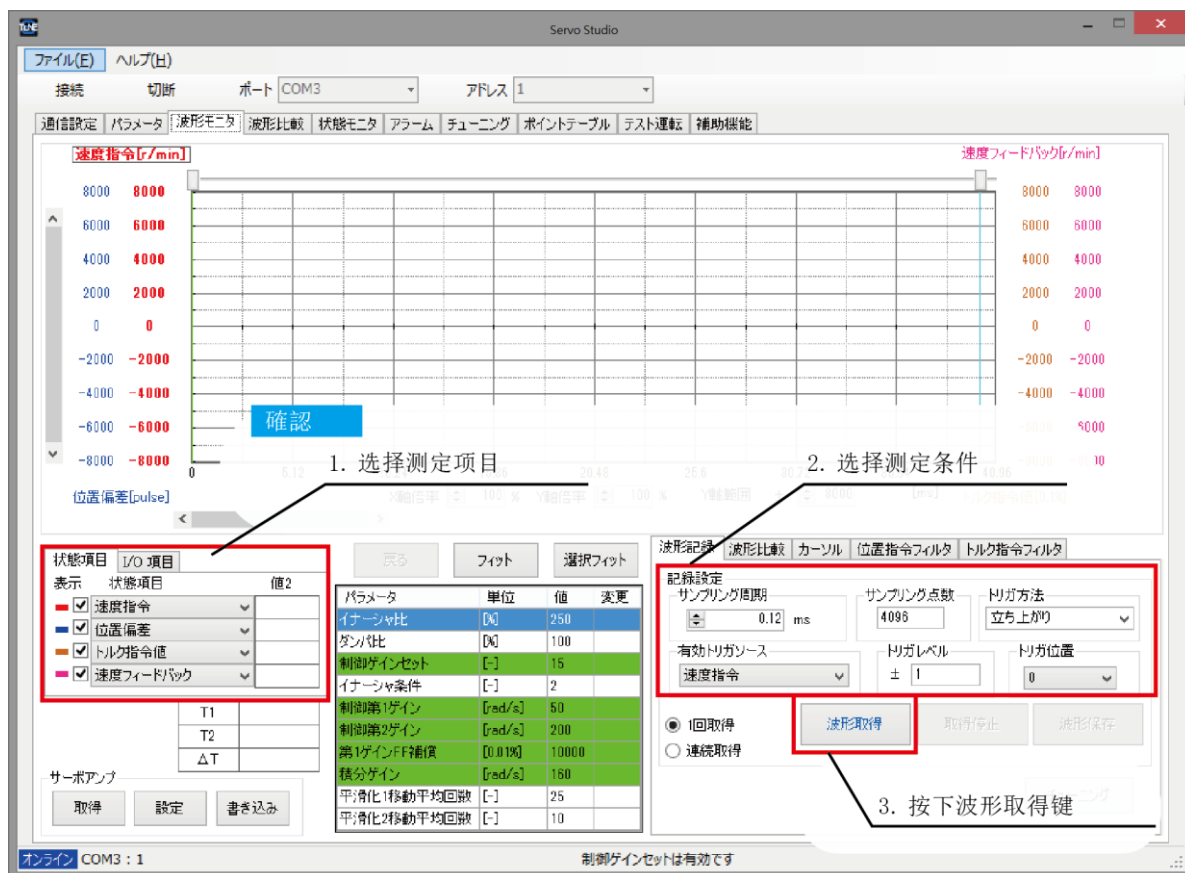 TUNE
Servo Studio
ファイル(F) ヘルプ(H)
接続 切断 ポート COM3 アドレス 1
通信設定 パラメータ 波形モニタ 波形比較 状態モニタ アラーム チューニング ポイントテーブル テスト運転 補助機能
速度指令[r/min] 速度フィードバック[r/min]
8000 8000 8000 8000
6000 6000 6000 6000
4000 4000 4000 4000
2000 2000 2000 2000
0 0 0 0
-2000 -2000 -2000 -2000
-4000 -4000 -4000 -4000
-6000 -6000
確認
-8000 -8000
0 6.12 20.48 25.6 40.96
1. 选择测定项目
2. 选择测定条件
位置偏差[pulse] X軸倍率 100 % Y軸倍率 100 % Y軸範囲 ± 8000 [ms]
状態項目 I/O 項目
表示 状態項目 値2
速度指令
位置偏差
トルク指令値
速度フィードバック
T1
T2
ΔT
サーボアンプ
取得 設定 書き込み
戻る フィット 選択フィット
パラメータ 単位 値 変更
イナーシャ比 [%] 250
ダンパ比 [%] 100
制御ゲインセット [-] 15
イナーシャ条件 [-] 2
制御第1ゲイン [rad/s] 50
制御第2ゲイン [rad/s] 200
第1ゲインFF補償 [0.01%] 10000
積分ゲイン [rad/s] 160
平滑化1移動平均回数 [-] 25
平滑化2移動平均回数 [-] 10
波形記録 波形比較 カーソル 位置指令フィルタ トルク指令フィルタ
記録設定
サンプリング周期 サンプリング点数 トリガ方法
0.12 ms 4096 立ち上がり
有効トリガソース トリガレベル トリガ位置
速度指令 ± 1 0
1回取得
連続取得
波形取得 取得停止 波形保存
3. 按下波形取得键
オンライン COM3 : 1 制御ゲインセットは有効です